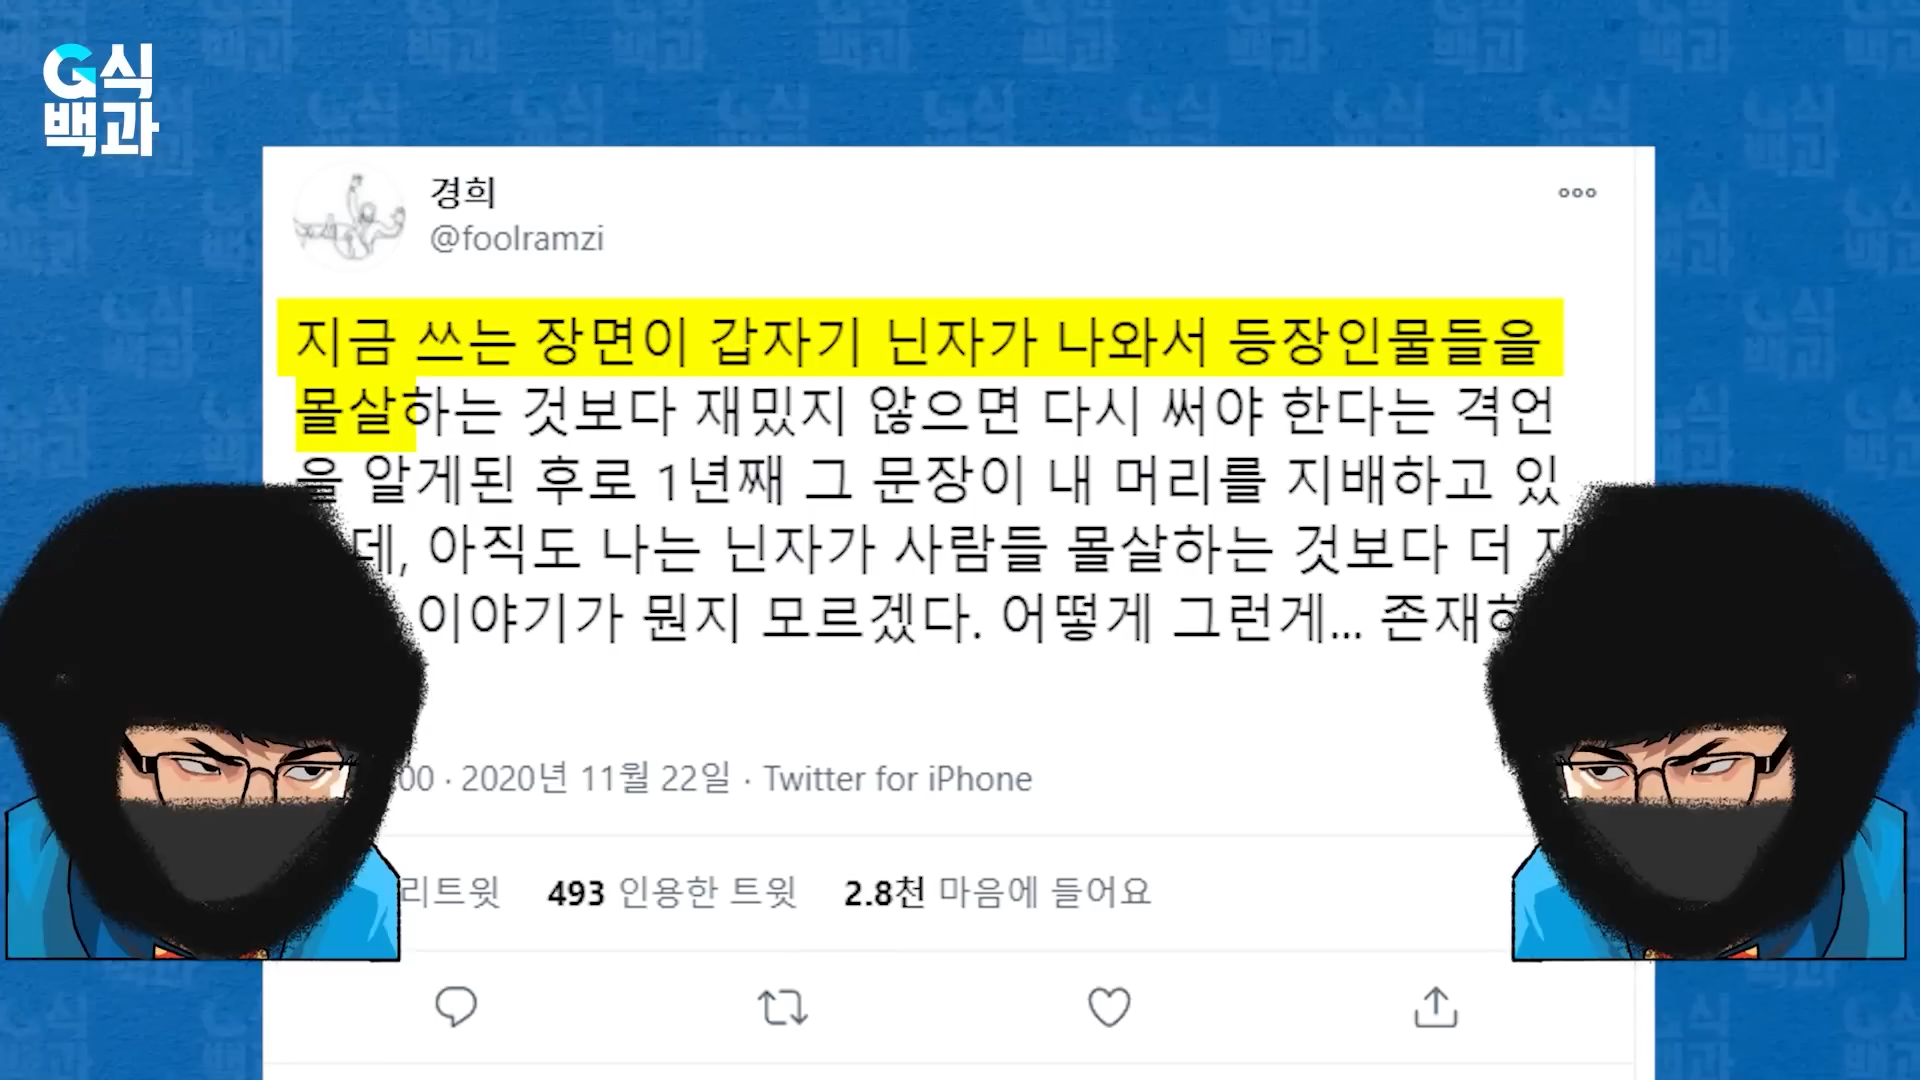 G식
백과
경희
@foolramzi
지금 쓰는 장면이 갑자기 닌자가 나와서 등장인물들을
몰살하는 것보다 재밌지 않으면 다시 써야 한다는 격언
을 알게된 후로 1년째 그 문장이 내 머리를 지배하고 있
데, 아직도 나는 닌자가 사람들 몰살하는 것보다 더
이야기가 뭔지 모르겠다. 어떻게 그런게...
00 · 2020년 11월 22일 · Twitter for iPhone
리트윗 493 인용한 트윗 2.8천 마음에 들어요